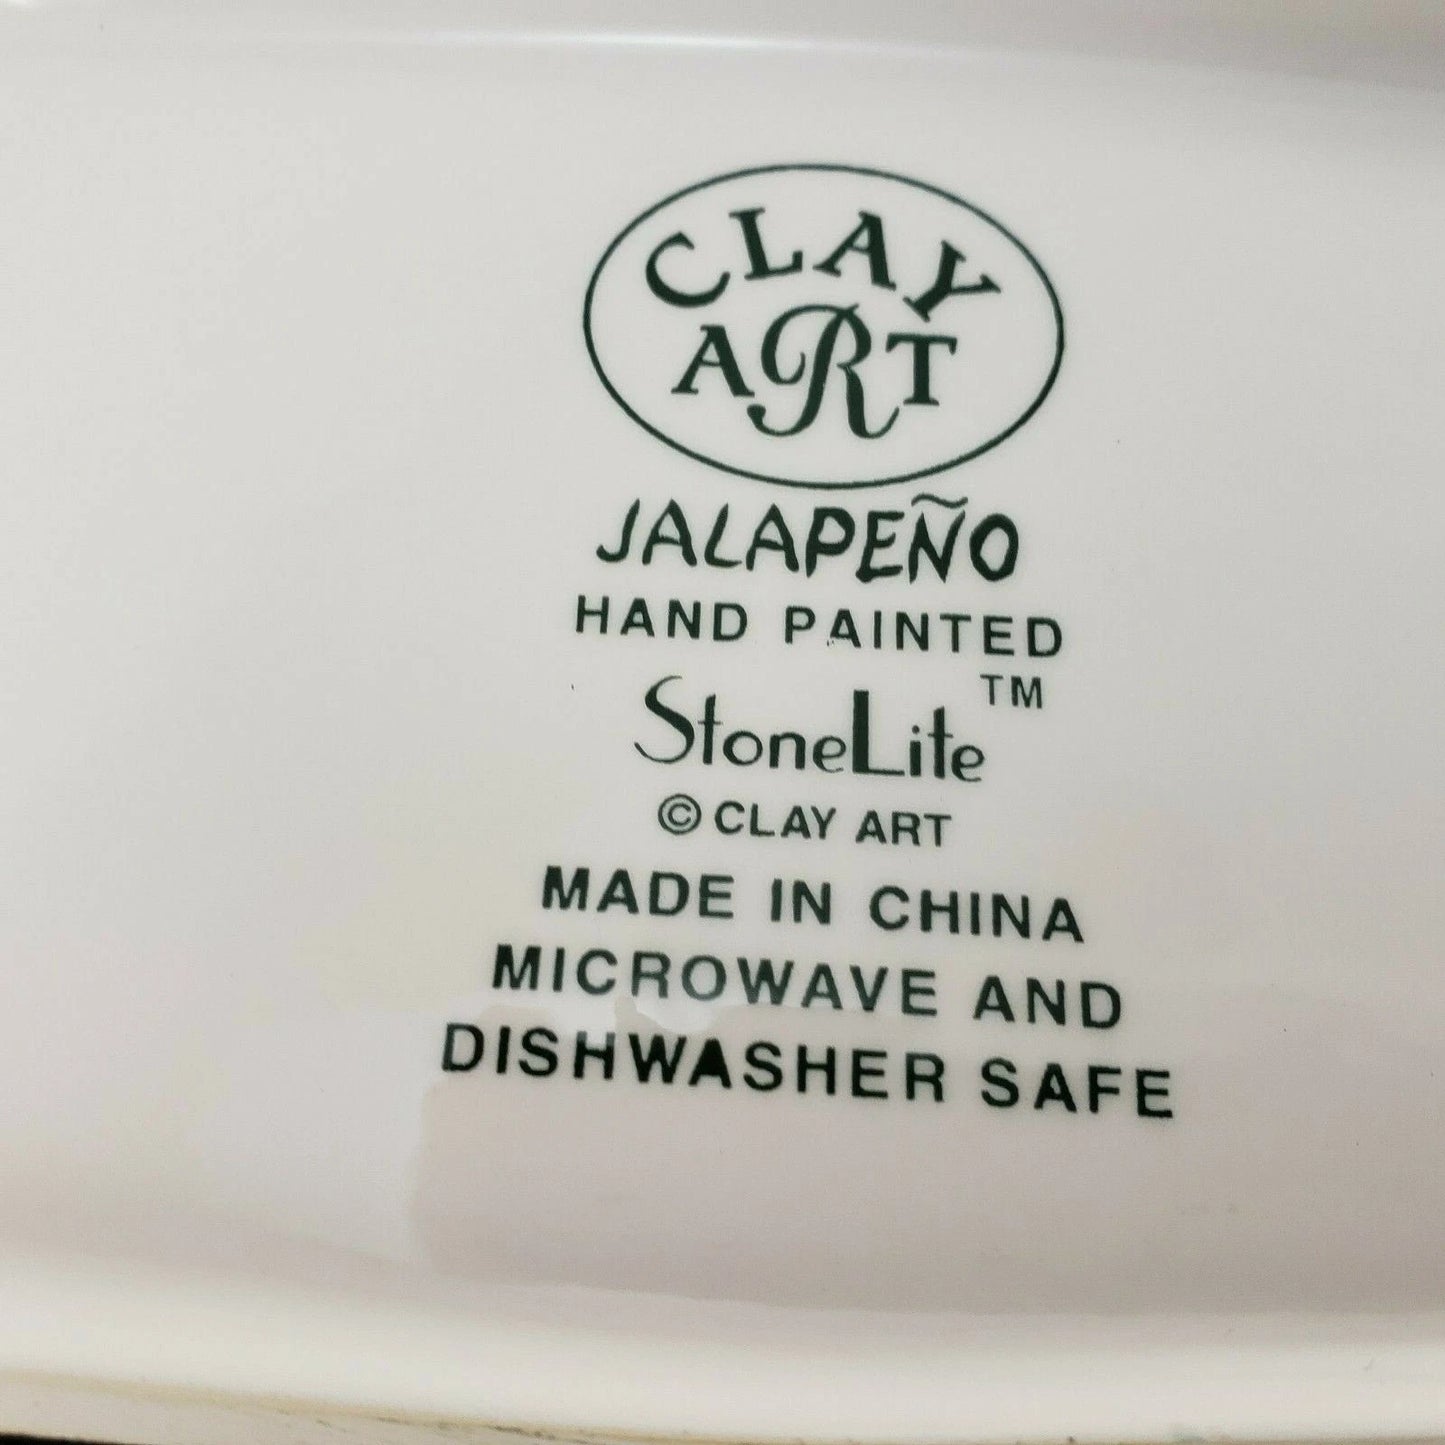 CLAY
ART
JALAPEÑO
HAND PAINTED
StoneLite™
© CLAY ART
MADE IN CHINA
MICROWAVE AND
DISHWASHER SAFE